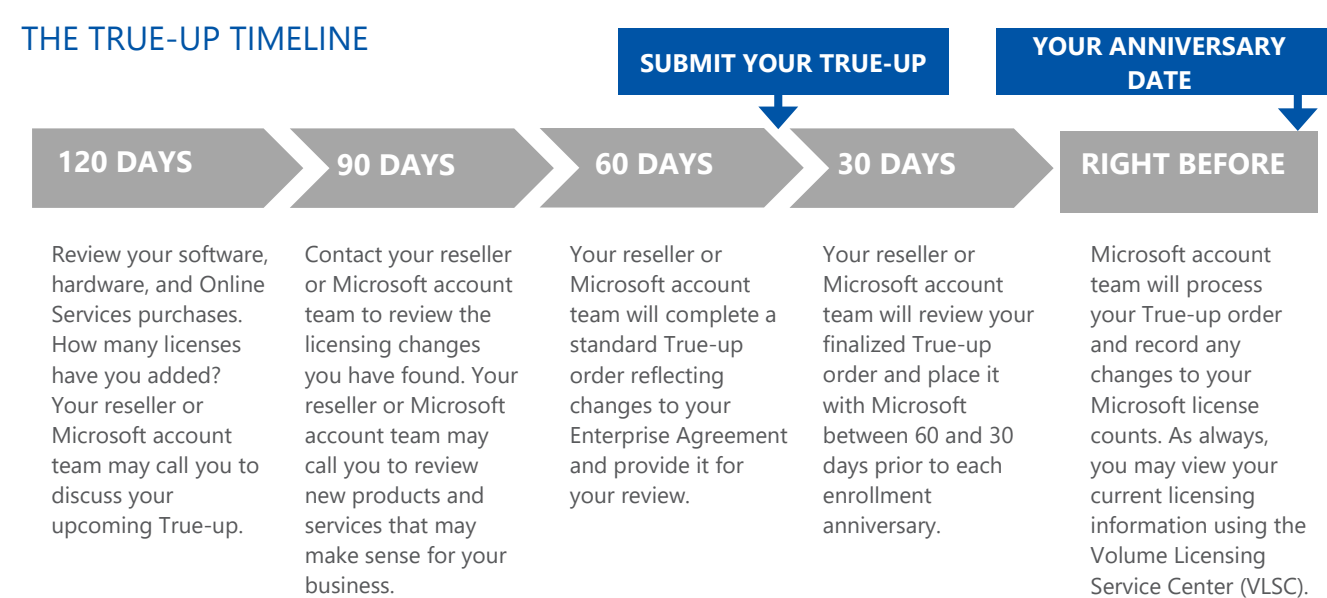 THE TRUE-UP TIMELINE
SUBMIT YOUR TRUE-UP
YOUR ANNIVERSARY
DATE
120 DAYS
90 DAYS
60 DAYS
30 DAYS
RIGHT BEFORE
Review your software,
hardware, and Online
Services purchases.
How many licenses
have you added?
Your reseller or
Microsoft account
team may call you to
discuss your
upcoming True-up.
Contact your reseller
or Microsoft account
team to review the
licensing changes
you have found. Your
reseller or Microsoft
account team may
call you to review
new products and
services that may
make sense for your
business.
Your reseller or
Microsoft account
team will complete a
standard True-up
order reflecting
changes to your
Enterprise Agreement
and provide it for
your review.
Your reseller or
Microsoft account
team will review your
finalized True-up
order and place it
with Microsoft
between 60 and 30
days prior to each
enrollment
anniversary.
Microsoft account
team will process
your True-up order
and record any
changes to your
Microsoft license
counts. As always,
you may view your
current licensing
information using the
Volume Licensing
Service Center (VLSC).